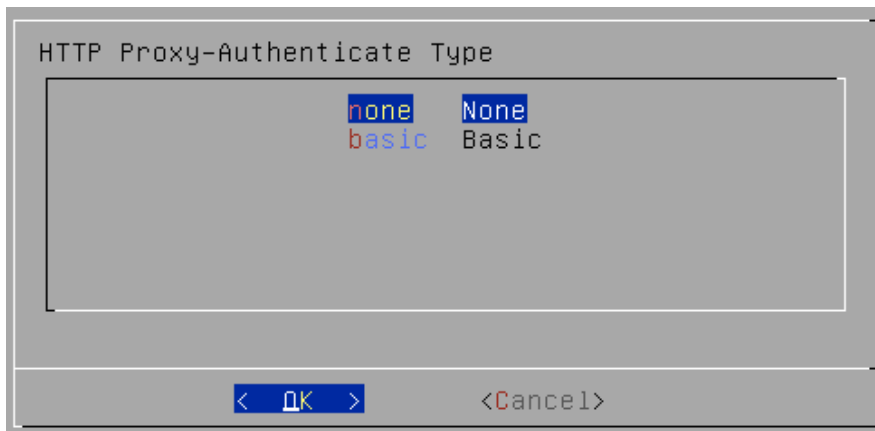 HTTP Proxy-Authenticate Type
none None
basic Basic
< OK > <Cancel>